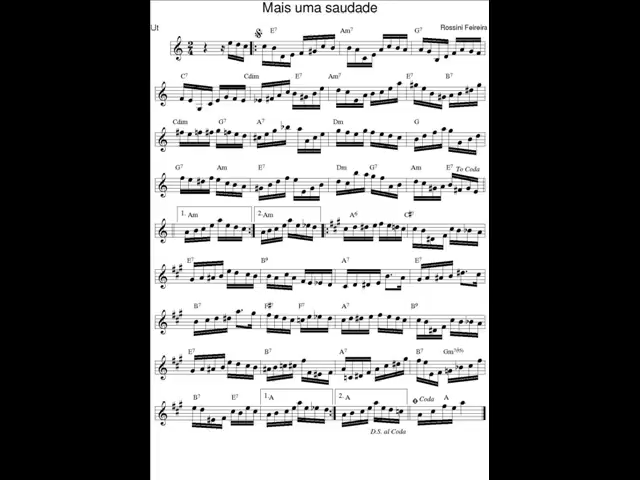 Mais uma saudade
Ut
Rossini Feireira
E7 Am7 G7
C7 Cdim E7 Am7 E7 B7
Cdim G7 A7 Dm G
G7 Am E7 Dm G7 Am E7 To Coda
1. Am 2. Am A6 C#7
E7 B9 A7 E7
B7 F#7 F7 A7 B9
E7 B7 A7 B7
B7 E7 1.A 2. A Coda A
D.S. al Coda